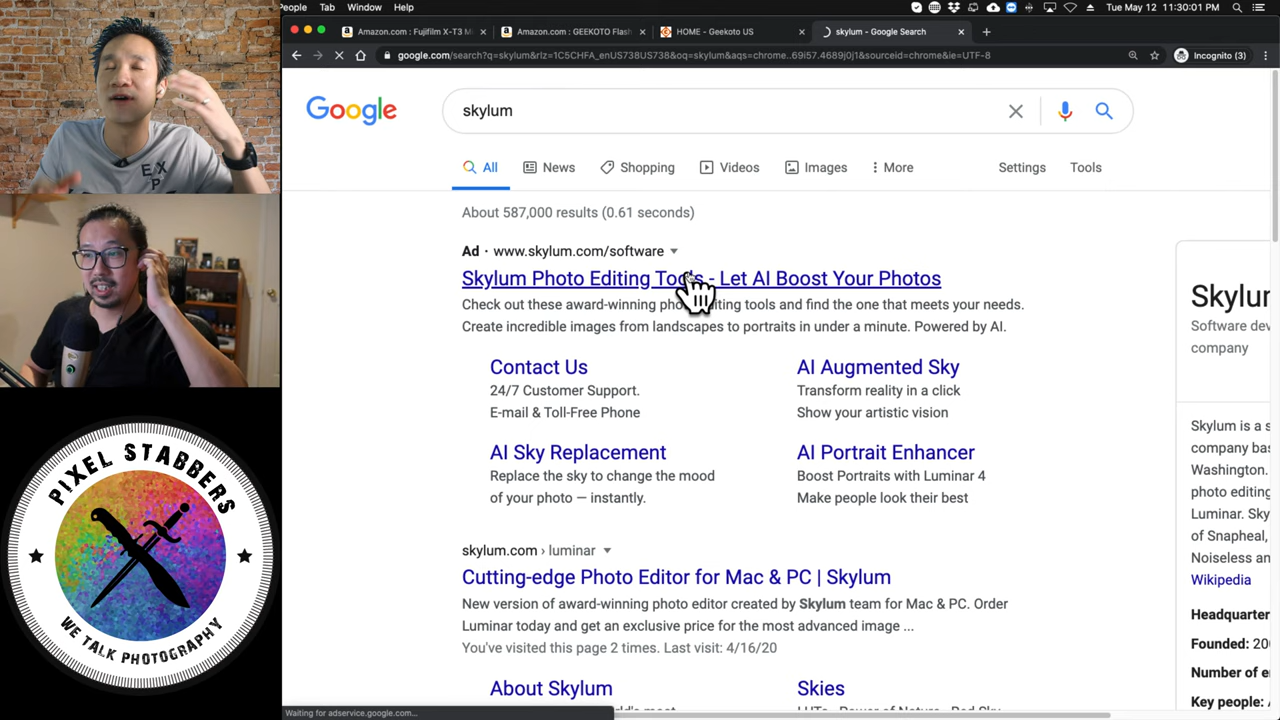 People Tab Window Help
Tue May 12 11:30:01 PM
Amazon.com : Fujifilm X-T3 Mi
Amazon.com : GEEKOTO Flash
HOME - Geekoto US
skylum - Google Search
google.com/search?q=skylum&rlz=1C5CHFA_enUS738US738&oq=skylum&aqs=chrome..69i57.4689j0j1&sourceid=chrome&ie=UTF-8
Incognito (3)
Google
skylum
All News Shopping Videos Images More Settings Tools
About 587,000 results (0.61 seconds)
Ad · www.skylum.com/software
Skylum Photo Editing Tools - Let AI Boost Your Photos
Check out these award-winning photo editing tools and find the one that meets your needs.
Create incredible images from landscapes to portraits in under a minute. Powered by AI.
Contact Us
24/7 Customer Support.
E-mail & Toll-Free Phone
AI Augmented Sky
Transform reality in a click
Show your artistic vision
AI Sky Replacement
Replace the sky to change the mood
of your photo — instantly.
AI Portrait Enhancer
Boost Portraits with Luminar 4
Make people look their best
skylum.com › luminar
Cutting-edge Photo Editor for Mac & PC | Skylum
New version of award-winning photo editor created by Skylum team for Mac & PC. Order
Luminar today and get an exclusive price for the most advanced image ...
You've visited this page 2 times. Last visit: 4/16/20
About Skylum
Skies
Skylum
Software dev
company
Skylum is a s
company bas
Washington.
photo editing
Luminar. Sky
of Snapheal,
Noiseless an
Wikipedia
Headquarter
Founded: 200
Number of e
Key people: A
Waiting for adservice.google.com...
EX
P
PIXEL STABBERS
WE TALK PHOTOGRAPHY